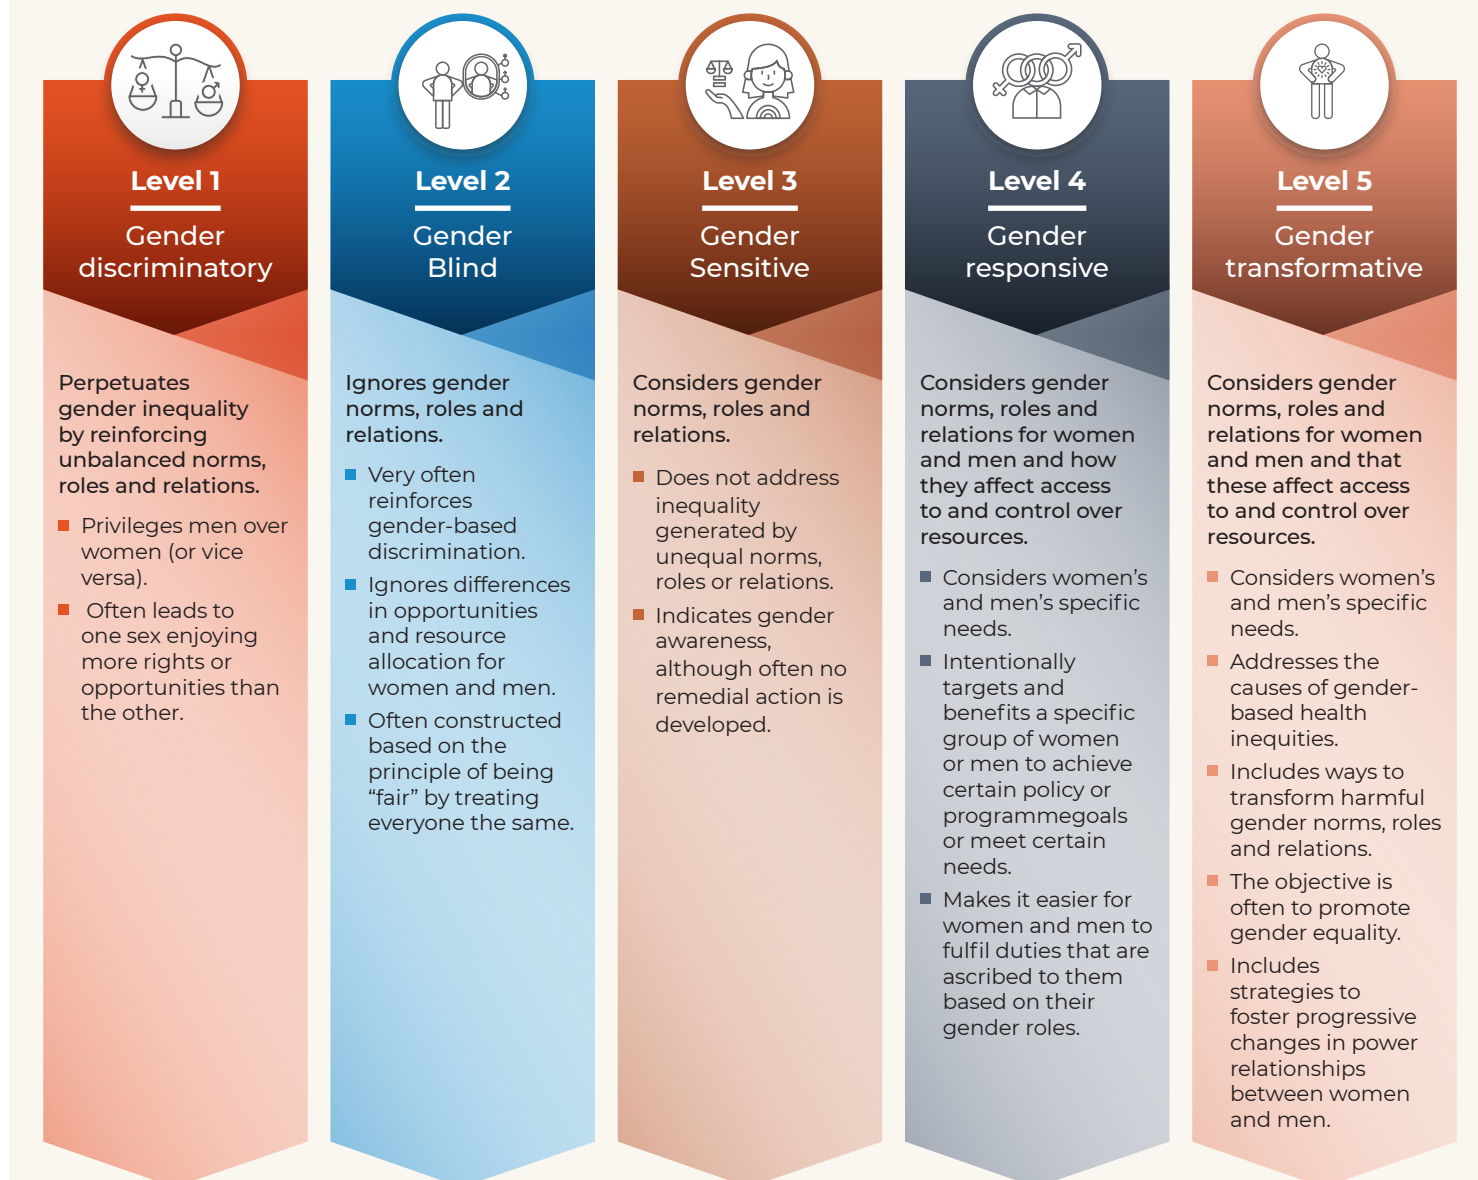 Level 1
Gender
discriminatory
Perpetuates
gender inequality
by reinforcing
unbalanced norms,
roles and relations.
Privileges men over
women (or vice
versa).
Often leads to
one sex enjoying
more rights or
opportunities than
the other.
Level 2
Gender
Blind
Ignores gender
norms, roles and
relations.
Very often
reinforces
gender-based
discrimination.
Ignores differences
in opportunities
and resource
allocation for
women and men.
Often constructed
based on the
principle of being
“fair” by treating
everyone the same.
Level 3
Gender
Sensitive
Considers gender
norms, roles and
relations.
Does not address
inequality
generated by
unequal norms,
roles or relations.
Indicates gender
awareness,
although often no
remedial action is
developed.
Level 4
Gender
responsive
Considers gender
norms, roles and
relations for women
and men and how
they affect access
to and control over
resources.
Considers women’s
and men’s specific
needs.
Intentionally
targets and
benefits a specific
group of women
or men to achieve
certain policy or
programmegoals
or meet certain
needs.
Makes it easier for
women and men to
fulfil duties that are
ascribed to them
based on their
gender roles.
Level 5
Gender
transformative
Considers gender
norms, roles and
relations for women
and men and that
these affect access
to and control over
resources.
Considers women’s
and men’s specific
needs.
Addresses the
causes of gender-
based health
inequities.
Includes ways to
transform harmful
gender norms, roles
and relations.
The objective is
often to promote
gender equality.
Includes
strategies to
foster progressive
changes in power
relationships
between women
and men.